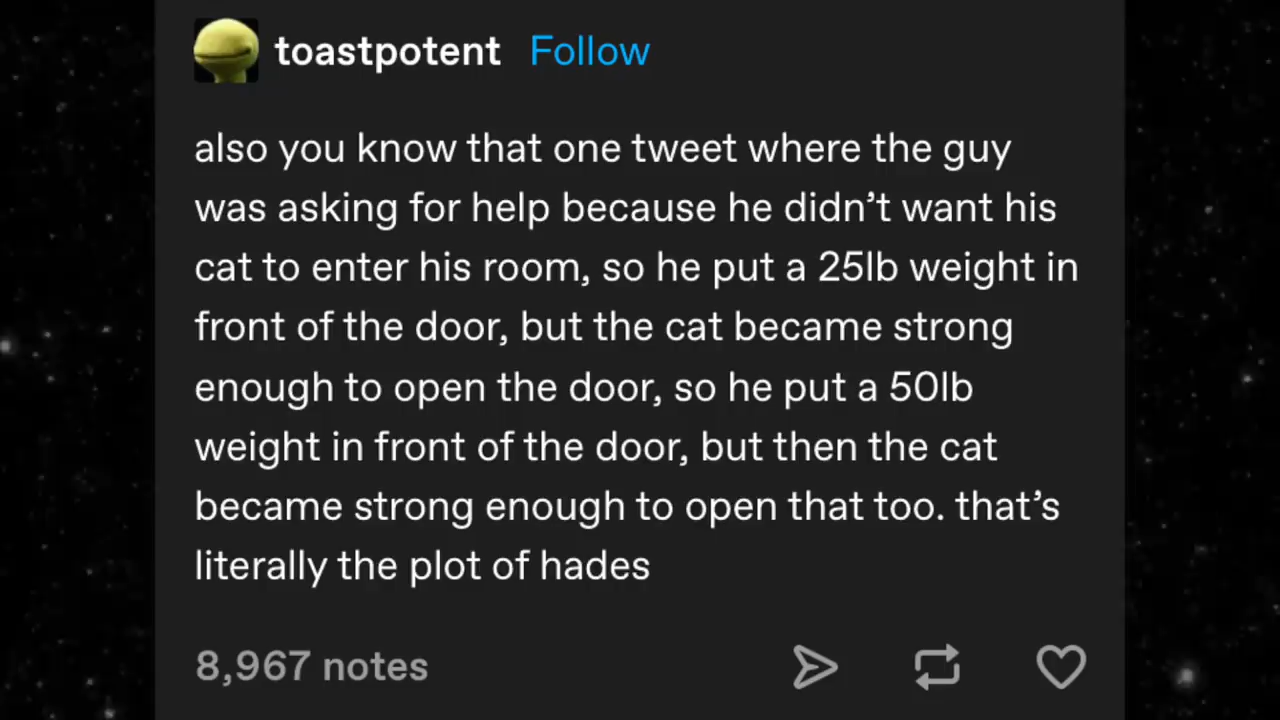 toastpotent Follow
also you know that one tweet where the guy
was asking for help because he didn’t want his
cat to enter his room, so he put a 25lb weight in
front of the door, but the cat became strong
enough to open the door, so he put a 50lb
weight in front of the door, but then the cat
became strong enough to open that too. that’s
literally the plot of hades
8,967 notes